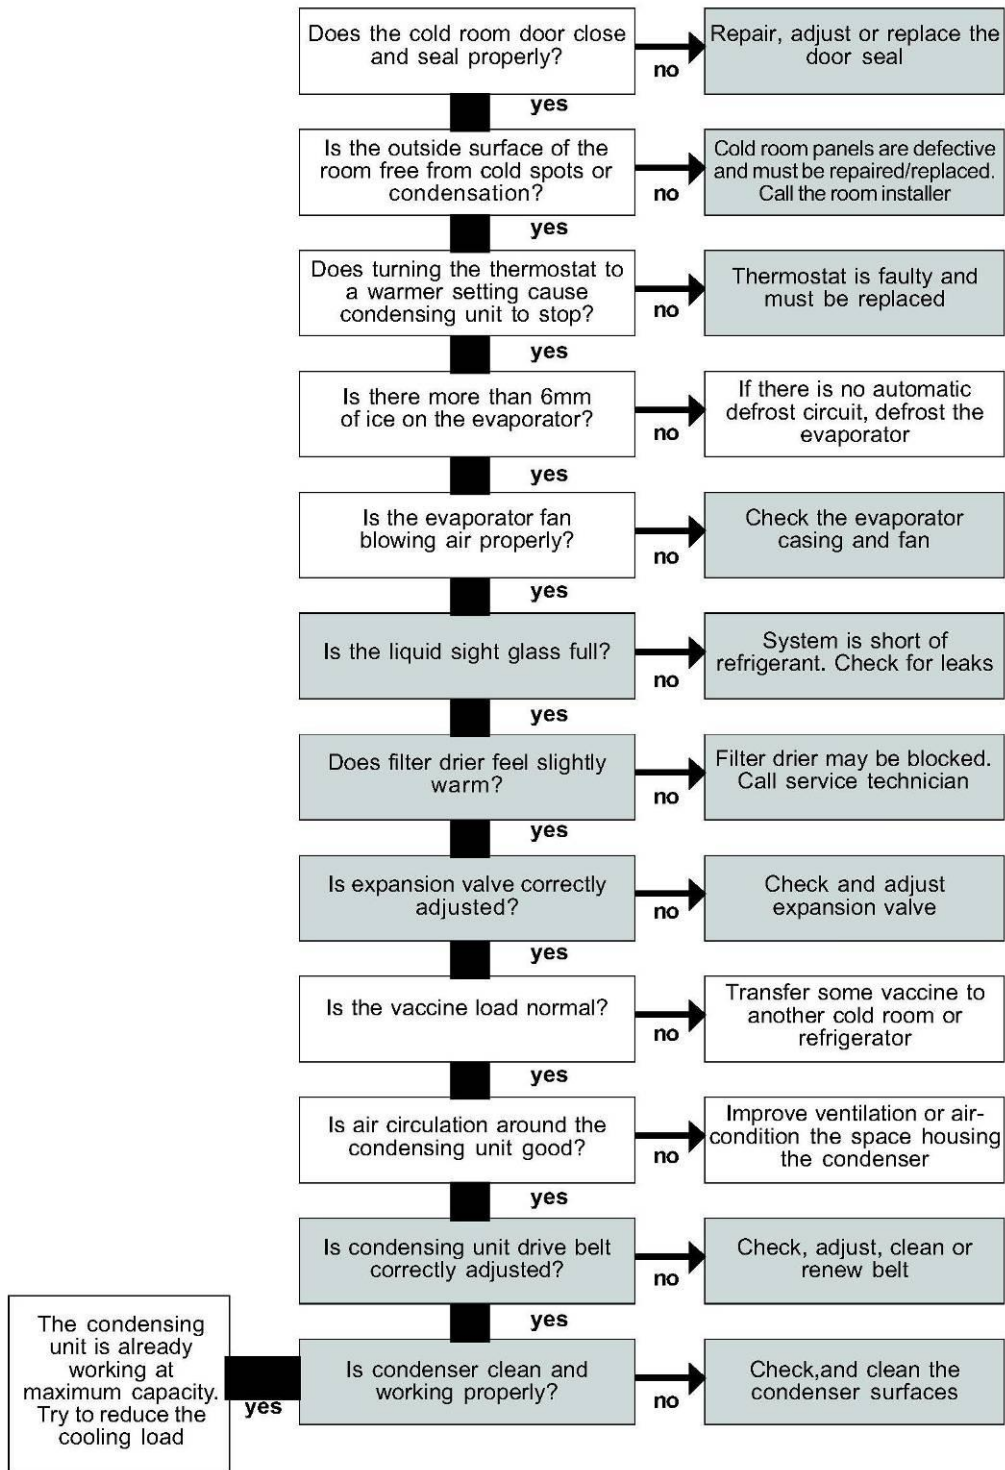 Does the cold room door close
and seal properly?
no
Repair, adjust or replace the
door seal
yes
Is the outside surface of the
room free from cold spots or
condensation?
no
Cold room panels are defective
and must be repaired/replaced.
Call the room installer
yes
Does turning the thermostat to
a warmer setting cause
condensing unit to stop?
no
Thermostat is faulty and
must be replaced
yes
Is there more than 6mm
of ice on the evaporator?
no
If there is no automatic
defrost circuit, defrost the
evaporator
yes
Is the evaporator fan
blowing air properly?
no
Check the evaporator
casing and fan
yes
Is the liquid sight glass full?
no
System is short of
refrigerant. Check for leaks
yes
Does filter drier feel slightly
warm?
no
Filter drier may be blocked.
Call service technician
yes
Is expansion valve correctly
adjusted?
no
Check and adjust
expansion valve
yes
Is the vaccine load normal?
no
Transfer some vaccine to
another cold room or
refrigerator
yes
Is air circulation around the
condensing unit good?
no
Improve ventilation or air-
condition the space housing
the condenser
yes
Is condensing unit drive belt
correctly adjusted?
no
Check, adjust, clean or
renew belt
yes
Is condenser clean and
working properly?
no
Check,and clean the
condenser surfaces
yes
The condensing
unit is already
working at
maximum capacity.
Try to reduce the
cooling load